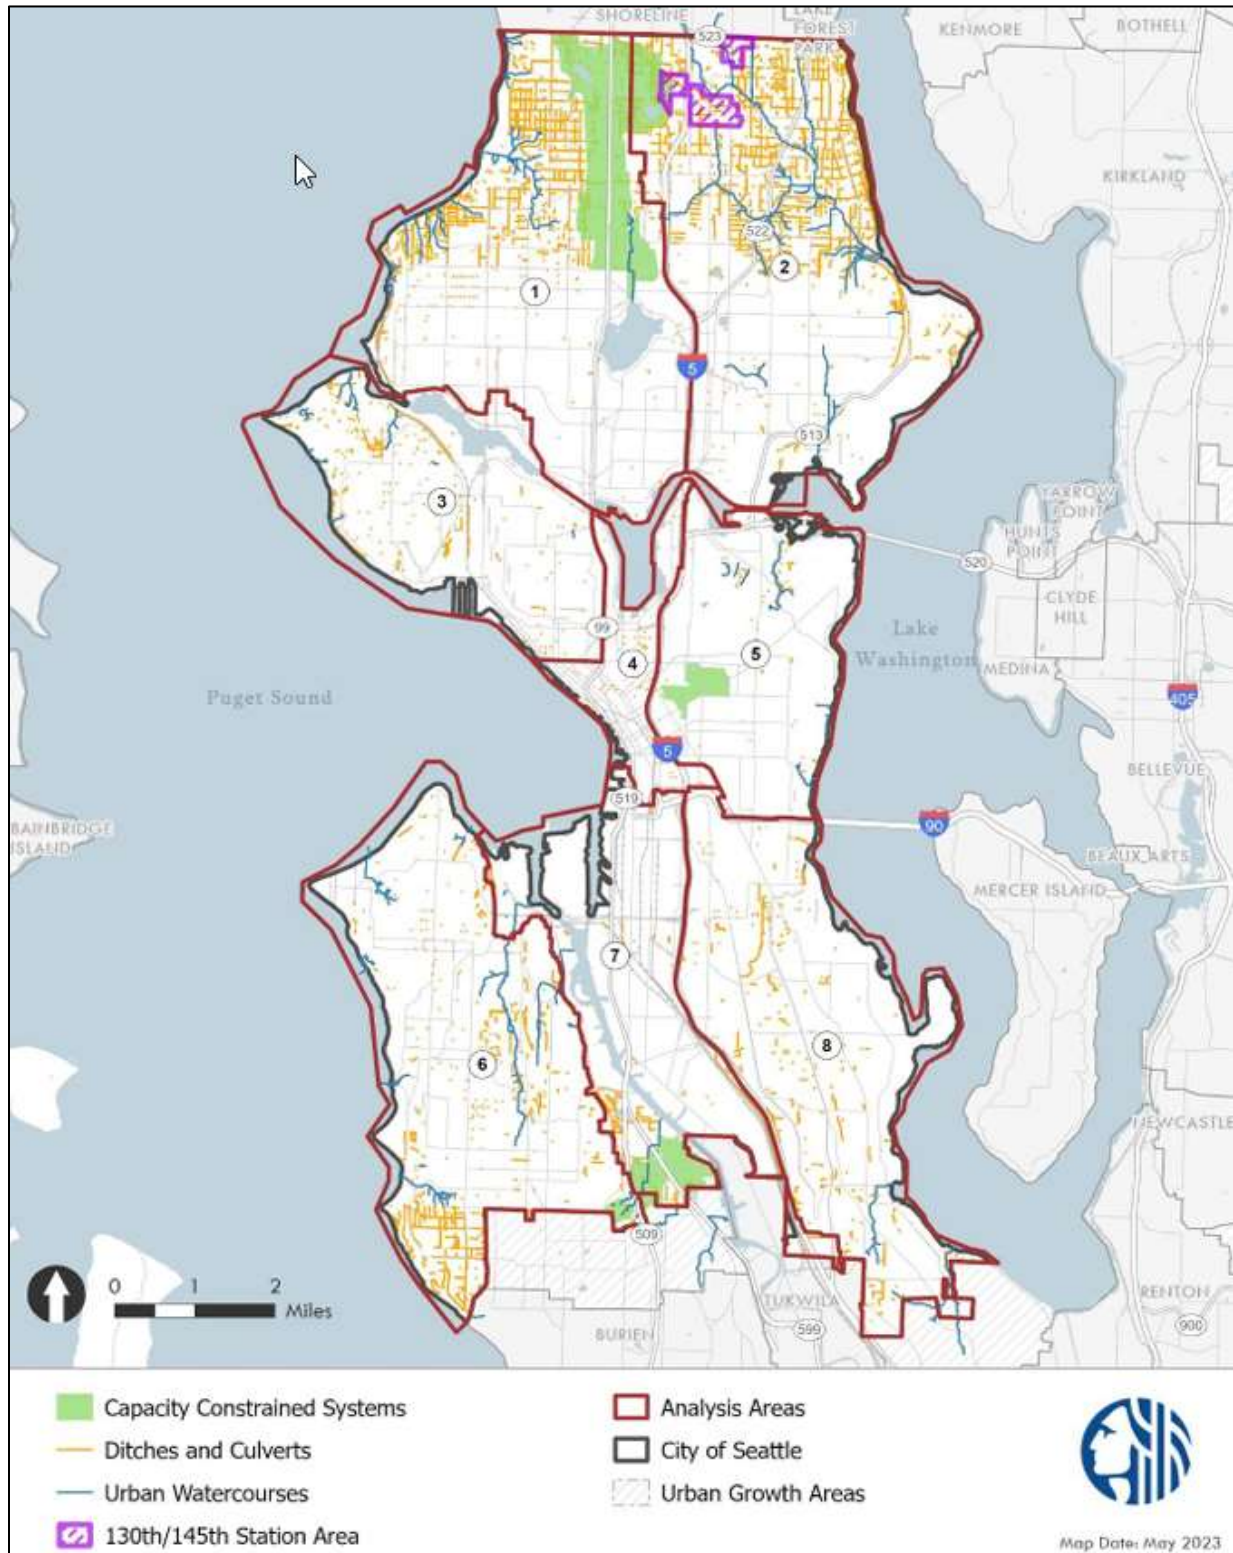 SHORELINE
LAKE
FOREST
PARK
523
KENMORE
BOTHELL
KIRKLAND
522
2
1
5
513
3
YARROW
POINT
HUNTS
POINT
520
CLYDE
HILL
99
Lake
Washington
4
5
MEDINA
Puget Sound
405
5
BELLEVUE
519
90
BAINBRIDGE
ISLAND
BEAUX ARTS
MERCER ISLAND
7
8
6
NEWCASTLE
509
0 1 2
Miles
TUKWILA
RENTON
BURIEN
599
900
Capacity Constrained Systems
Ditches and Culverts
Urban Watercourses
130th/145th Station Area
Analysis Areas
City of Seattle
Urban Growth Areas
Map Date: May 2023